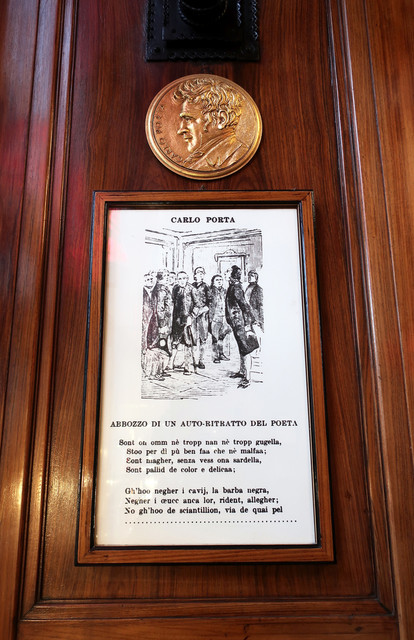 CARLO PORTA
CARLO PORTA
ABBOZZO DI UN AUTO-RITRATTO DEL POETA
Sont on omm nè tropp nan nè tropp gugella,
Stoo per dì pù ben faa che nè malfaa;
Sont magher, senza vess ona sardella,
Sont pallid de color e delicaa;
Gh'hoo negher i cavij, la barba negra,
Negher i œucc anca lor, rident, allegher;
No gh'hoo de sciantillion, via de quai pel
.............................................